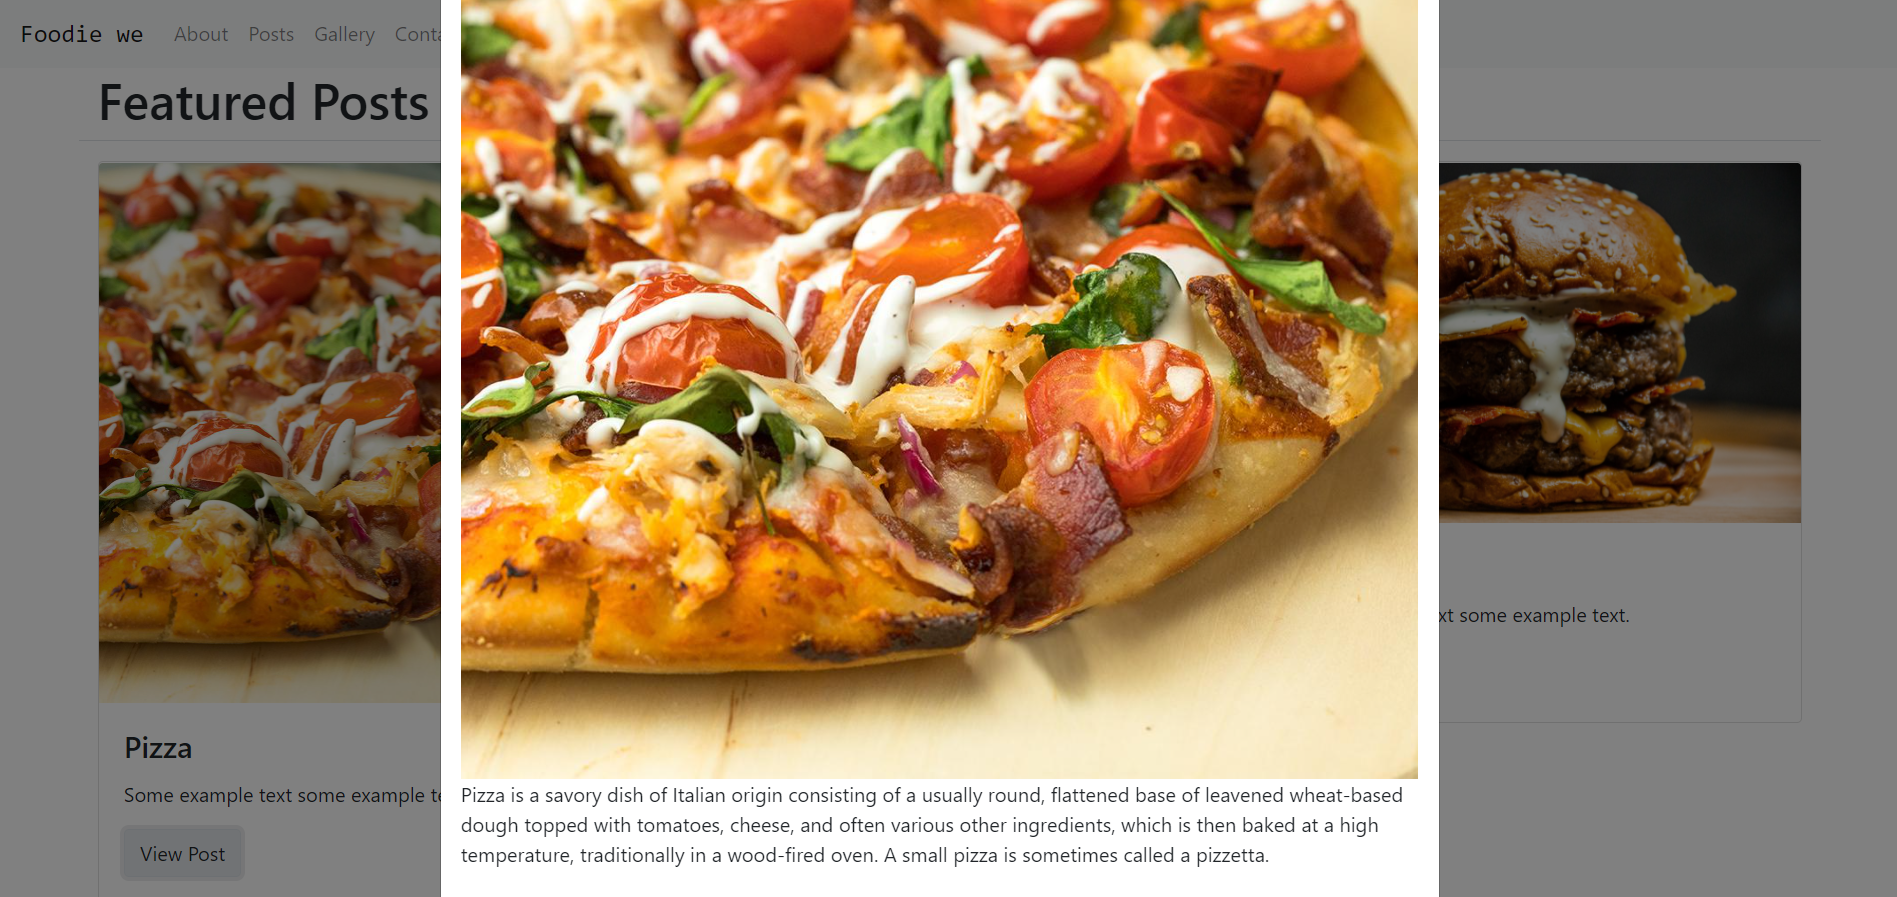 Foodie we About Posts Gallery
Featured Posts
Pizza
Some example text some example
View Post
xt some example text.
Pizza is a savory dish of Italian origin consisting of a usually round, flattened base of leavened wheat-based
dough topped with tomatoes, cheese, and often various other ingredients, which is then baked at a high
temperature, traditionally in a wood-fired oven. A small pizza is sometimes called a pizzetta.